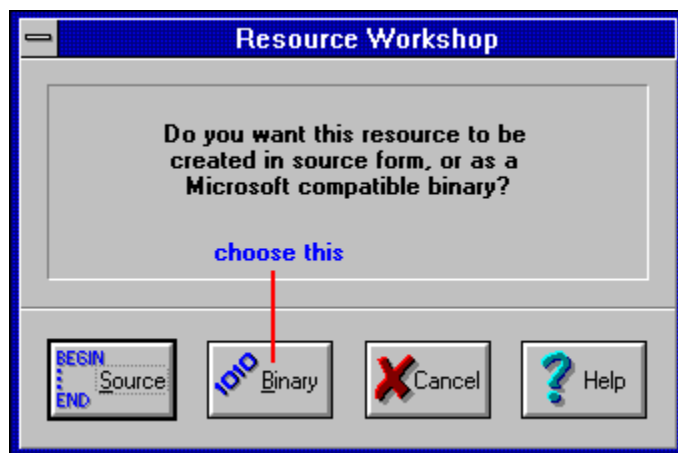 Resource Workshop
Do you want this resource to be
created in source form, or as a
Microsoft compatible binary?
choose this
BEGIN
Source
END
1010
Binary
Cancel
? Help